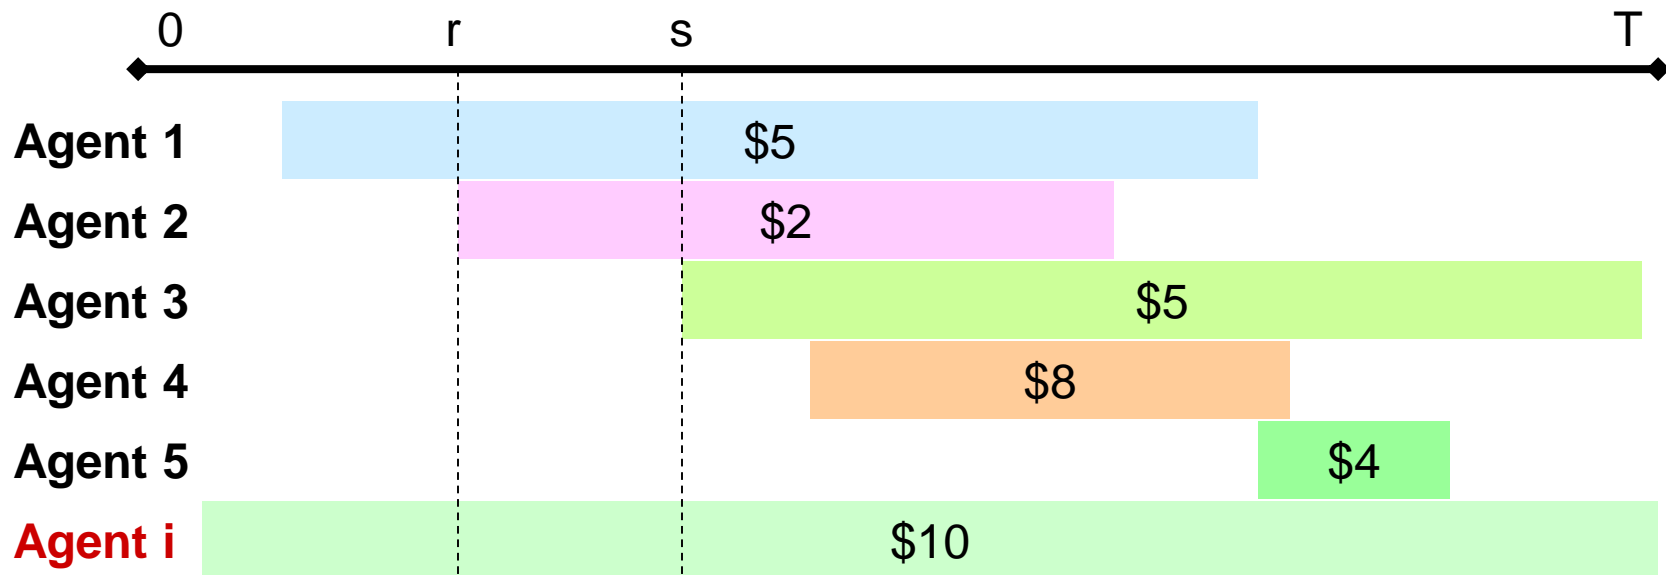 0 r s T
Agent 1 $5
Agent 2 $2
Agent 3 $5
Agent 4 $8
Agent 5 $4
Agent i $10